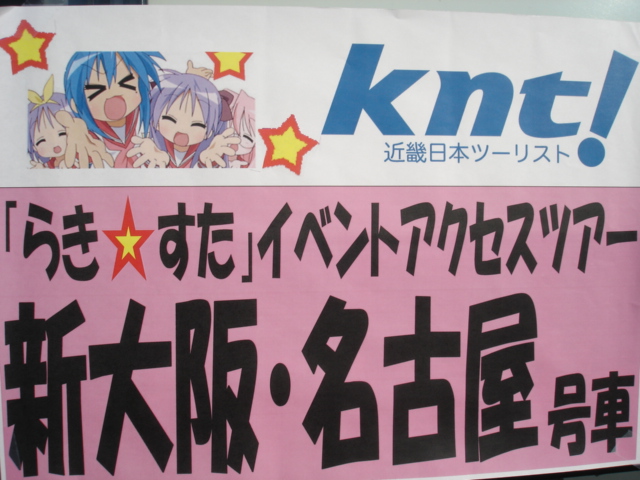 knt!
近畿日本ツーリスト
「らき★すた」イベントアクセスツアー
新大阪・名古屋号車